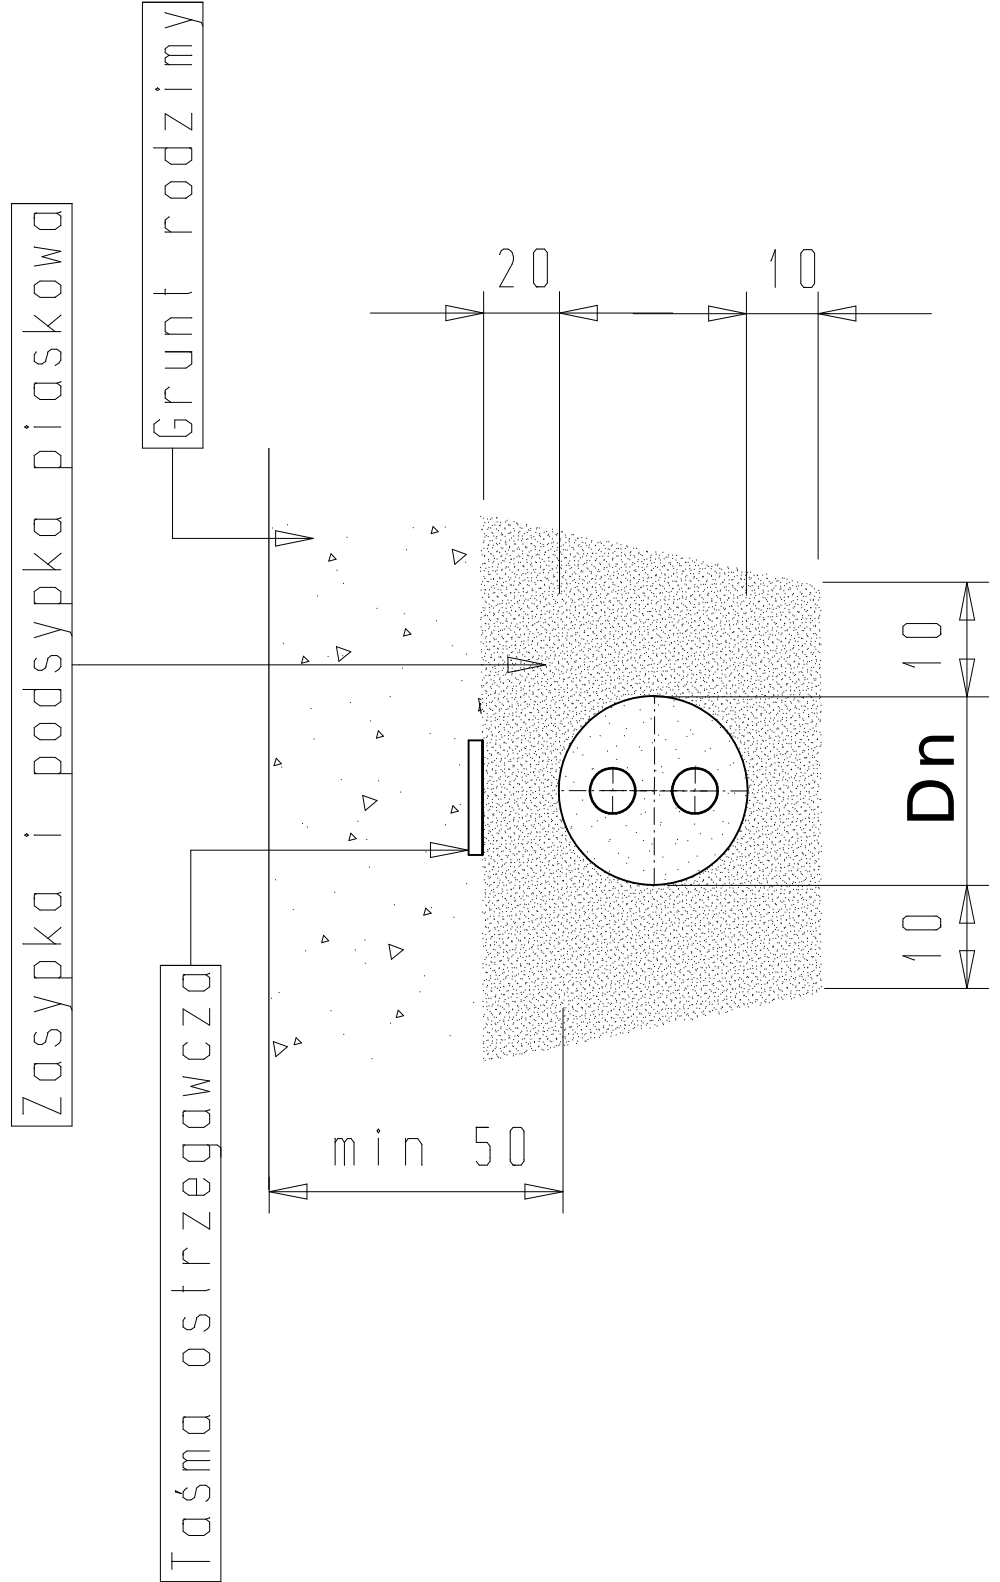 Zasypka i podsypka piaskowa
Grunt rodzimy
Taśma ostrzegawcza
20
10
10
Dn
10
min 50